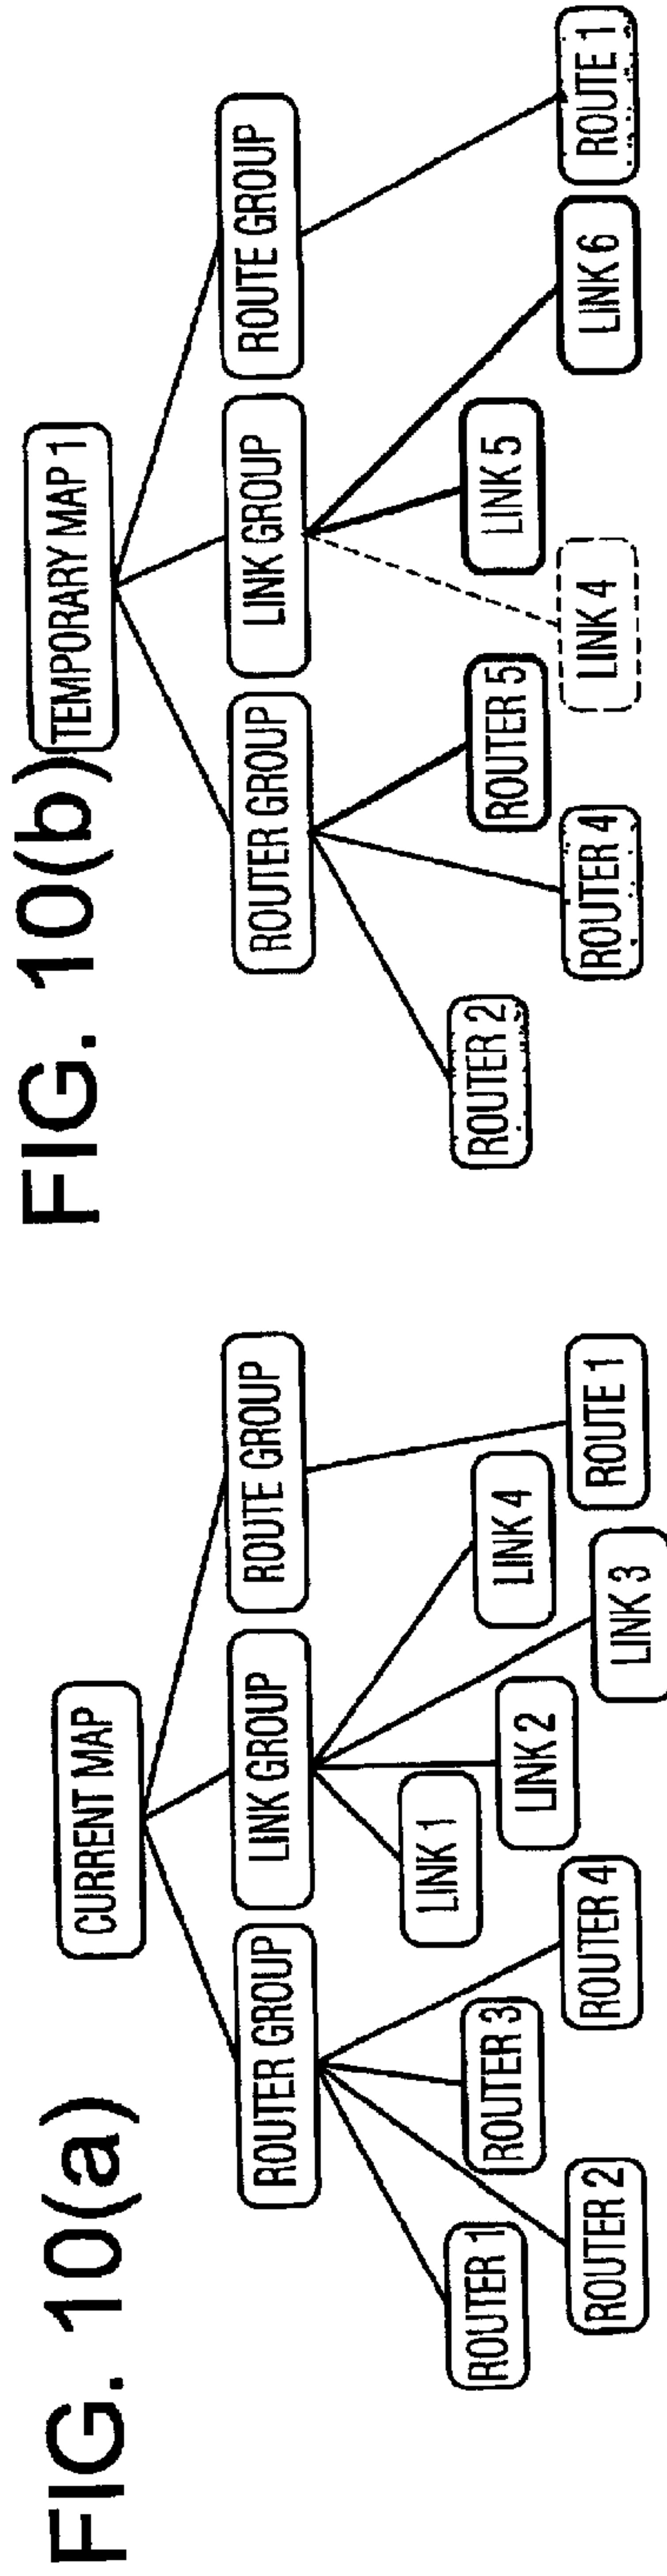 FIG. 10(a)
CURRENT MAP
ROUTER GROUP
LINK GROUP
ROUTE GROUP
ROUTER 1
ROUTER 2
ROUTER 3
ROUTER 4
LINK 1
LINK 2
LINK 3
LINK 4
ROUTE 1
FIG. 10(b)
TEMPORARY MAP 1
ROUTER GROUP
LINK GROUP
ROUTE GROUP
ROUTER 2
ROUTER 4
ROUTER 5
LINK 4
LINK 5
LINK 6
ROUTE 1